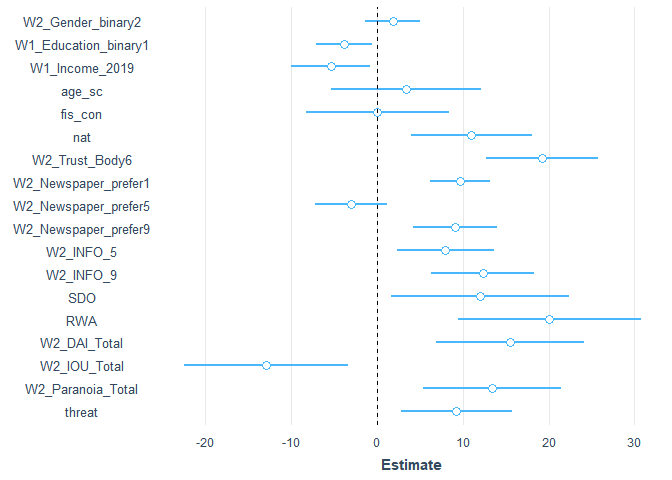 W2_Gender_binary2
W1_Education_binary1
W1_Income_2019
age_sc
fis_con
nat
W2_Trust_Body6
W2_Newspaper_prefer1
W2_Newspaper_prefer5
W2_Newspaper_prefer9
W2_INFO_5
W2_INFO_9
SDO
RWA
W2_DAI_Total
W2_IOU_Total
W2_Paranoia_Total
threat
-20 -10 0 10 20 30
Estimate